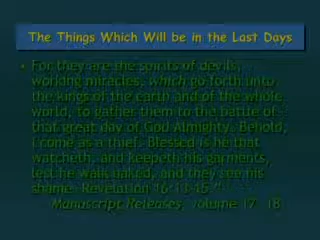 The Things Which Will be in the Last Days
• For they are the spirits of devils,
working miracles, which go forth unto
the kings of the earth and of the whole
world, to gather them to the battle of
that great day of God Almighty. Behold,
I come as a thief. Blessed is he that
watcheth, and keepeth his garments,
lest he walk naked, and they see his
shame. Revelation 16:13-15."
Manuscript Releases, Volume 17 18